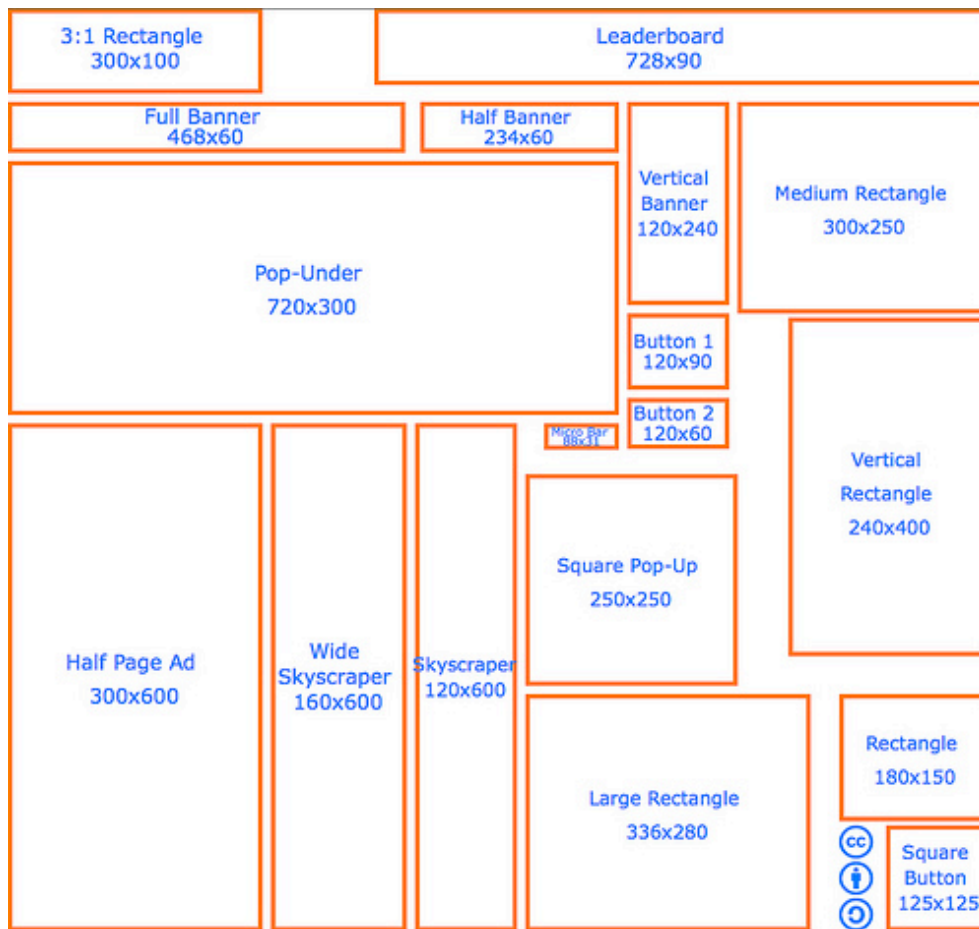 3:1 Rectangle
300x100
Leaderboard
728x90
Full Banner
468x60
Half Banner
234x60
Vertical
Banner
120x240
Medium Rectangle
300x250
Pop-Under
720x300
Button 1
120x90
Button 2
120x60
Micro Bar
88x31
Vertical
Rectangle
240x400
Square Pop-Up
250x250
Half Page Ad
300x600
Wide
Skyscraper
160x600
Skyscraper
120x600
Large Rectangle
336x280
Rectangle
180x150
cc
Square
Button
125x125